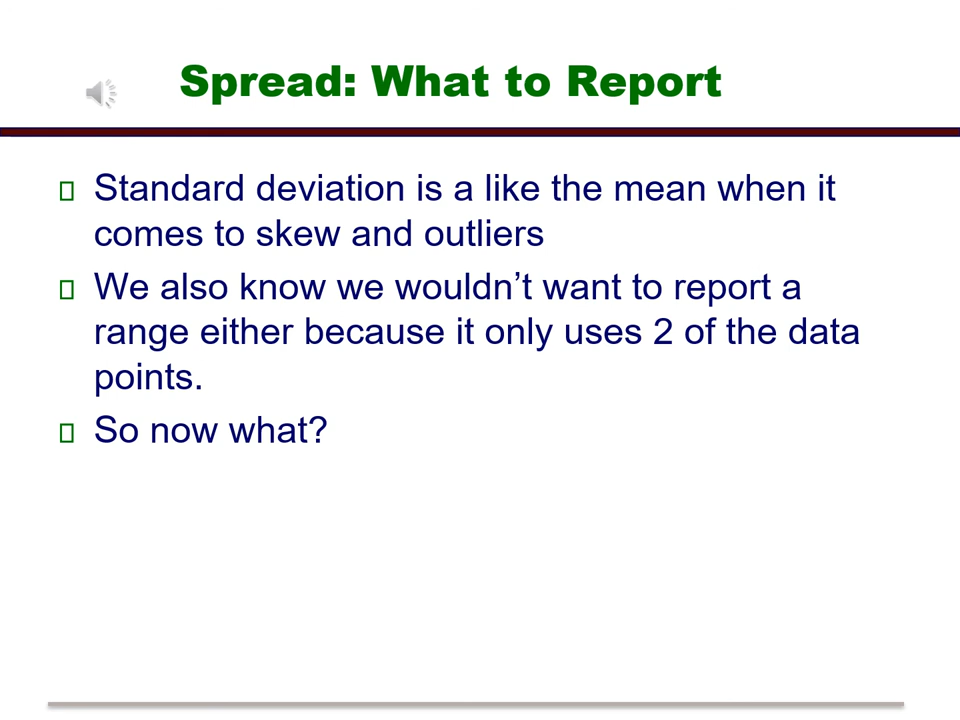 Spread: What to Report
Standard deviation is a like the mean when it
comes to skew and outliers
We also know we wouldn’t want to report a
range either because it only uses 2 of the data
points.
So now what?